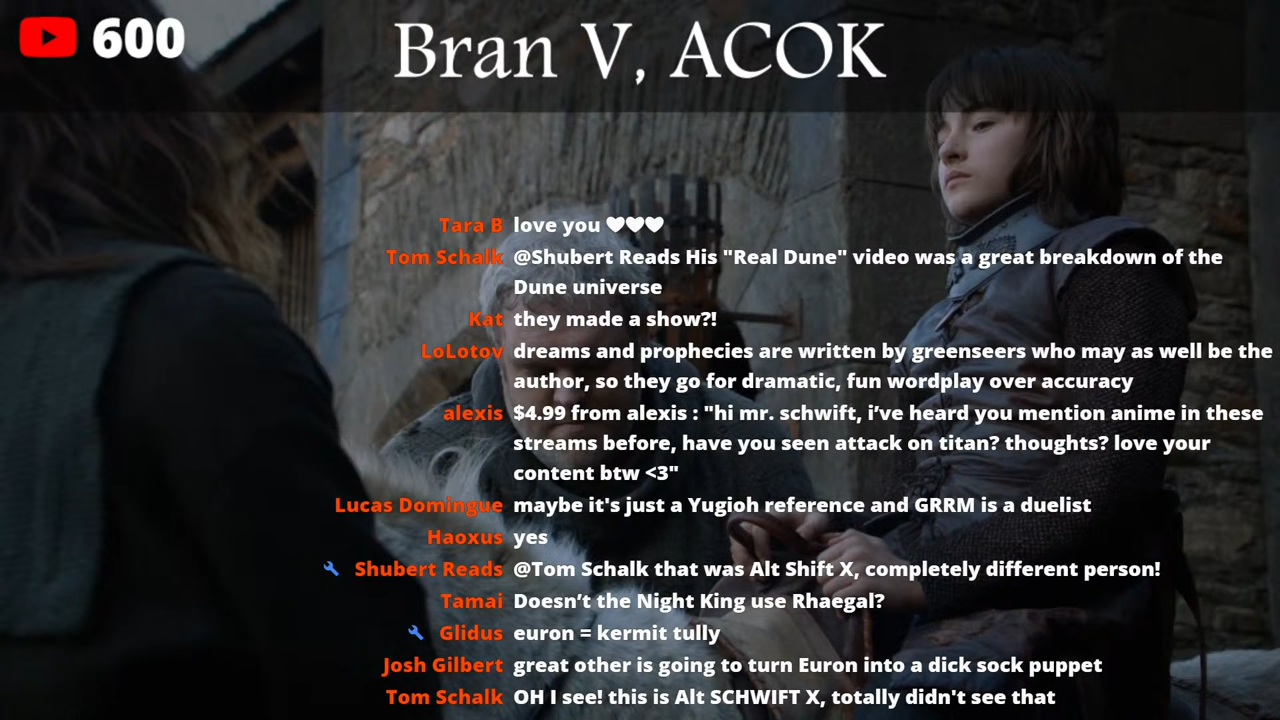 600
Bran V, ACOK
Tara B love you 🤍🤍🤍
Tom Schalk @Shubert Reads His "Real Dune" video was a great breakdown of the
Dune universe
Kat they made a show?!
LoLotov dreams and prophecies are written by greenseers who may as well be the
author, so they go for dramatic, fun wordplay over accuracy
alexis $4.99 from alexis : "hi mr. schwift, i’ve heard you mention anime in these
streams before, have you seen attack on titan? thoughts? love your
content btw <3"
Lucas Domingue maybe it's just a Yugioh reference and GRRM is a duelist
Haoxus yes
Shubert Reads @Tom Schalk that was Alt Shift X, completely different person!
Tamai Doesn’t the Night King use Rhaegal?
Glidus euron = kermit tully
Josh Gilbert great other is going to turn Euron into a dick sock puppet
Tom Schalk OH I see! this is Alt SCHWIFT X, totally didn't see that